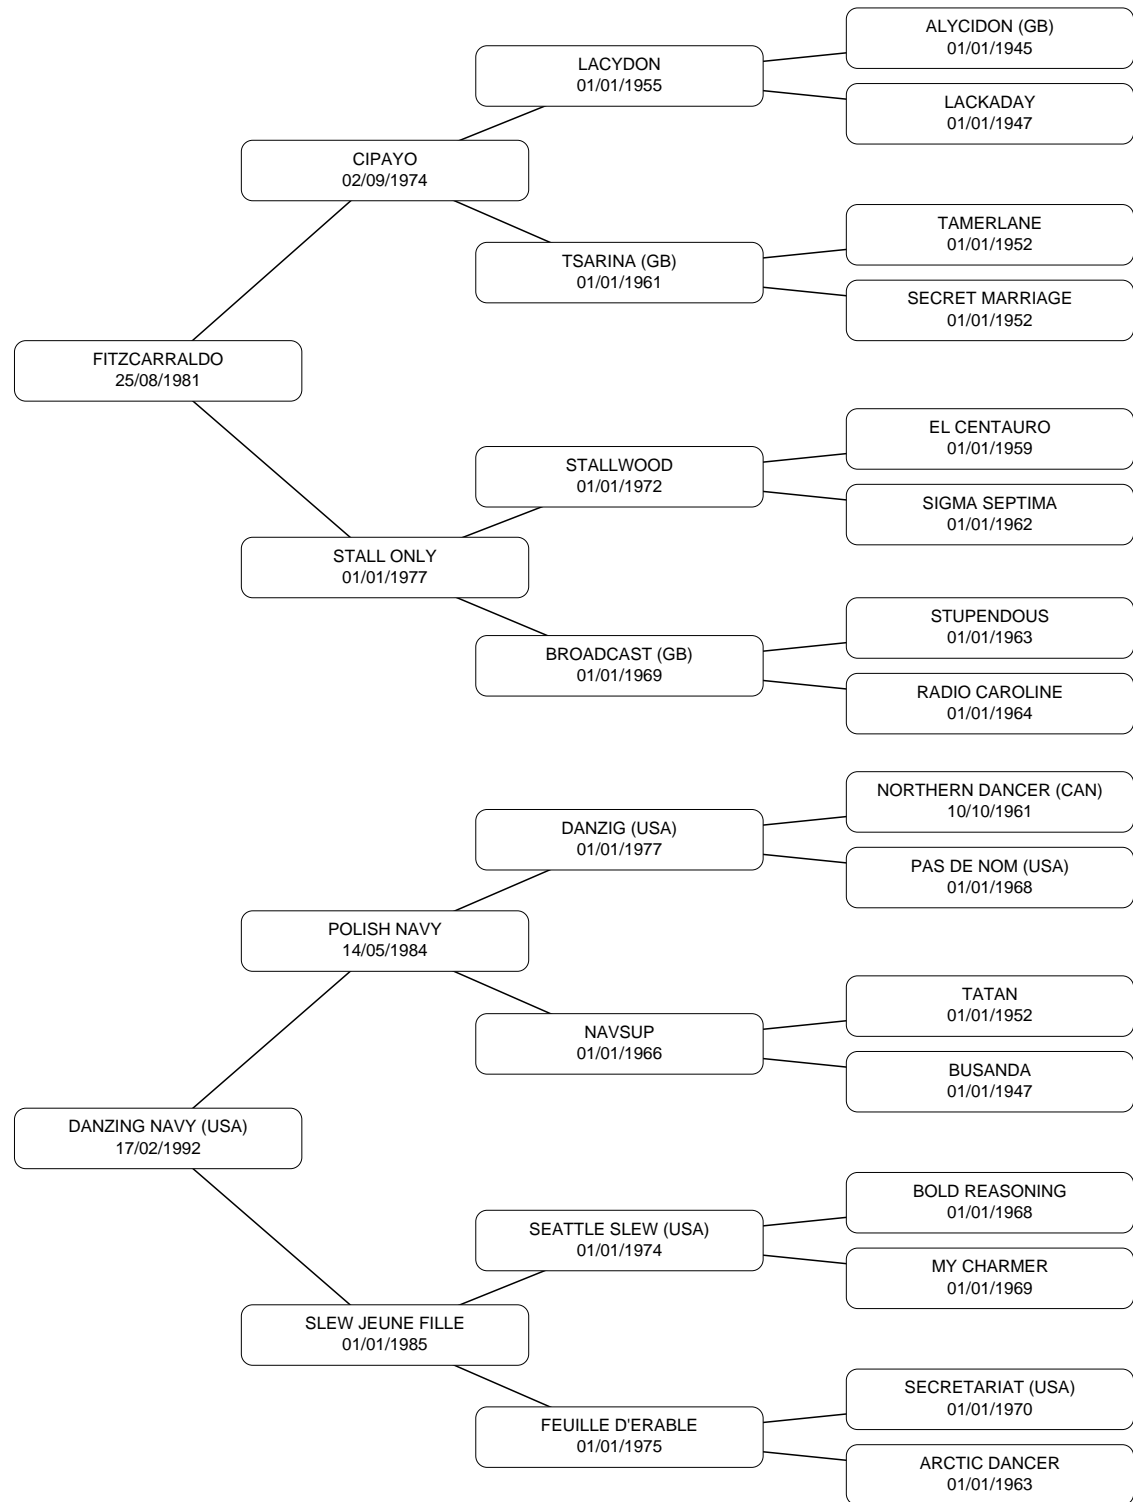 ALYCIDON (GB)
01/01/1945
LACYDON
01/01/1955
LACKADAY
01/01/1947
CIPAYO
02/09/1974
TAMERLANE
01/01/1952
TSARINA (GB)
01/01/1961
SECRET MARRIAGE
01/01/1952
FITZCARRALDO
25/08/1981
EL CENTAURO
01/01/1959
STALLWOOD
01/01/1972
SIGMA SEPTIMA
01/01/1962
STALL ONLY
01/01/1977
STUPENDOUS
01/01/1963
BROADCAST (GB)
01/01/1969
RADIO CAROLINE
01/01/1964
NORTHERN DANCER (CAN)
10/10/1961
DANZIG (USA)
01/01/1977
PAS DE NOM (USA)
01/01/1968
POLISH NAVY
14/05/1984
TATAN
01/01/1952
NAVSUP
01/01/1966
BUSANDA
01/01/1947
DANZING NAVY (USA)
17/02/1992
BOLD REASONING
01/01/1968
SEATTLE SLEW (USA)
01/01/1974
MY CHARMER
01/01/1969
SLEW JEUNE FILLE
01/01/1985
SECRETARIAT (USA)
01/01/1970
FEUILLE D'ERABLE
01/01/1975
ARCTIC DANCER
01/01/1963